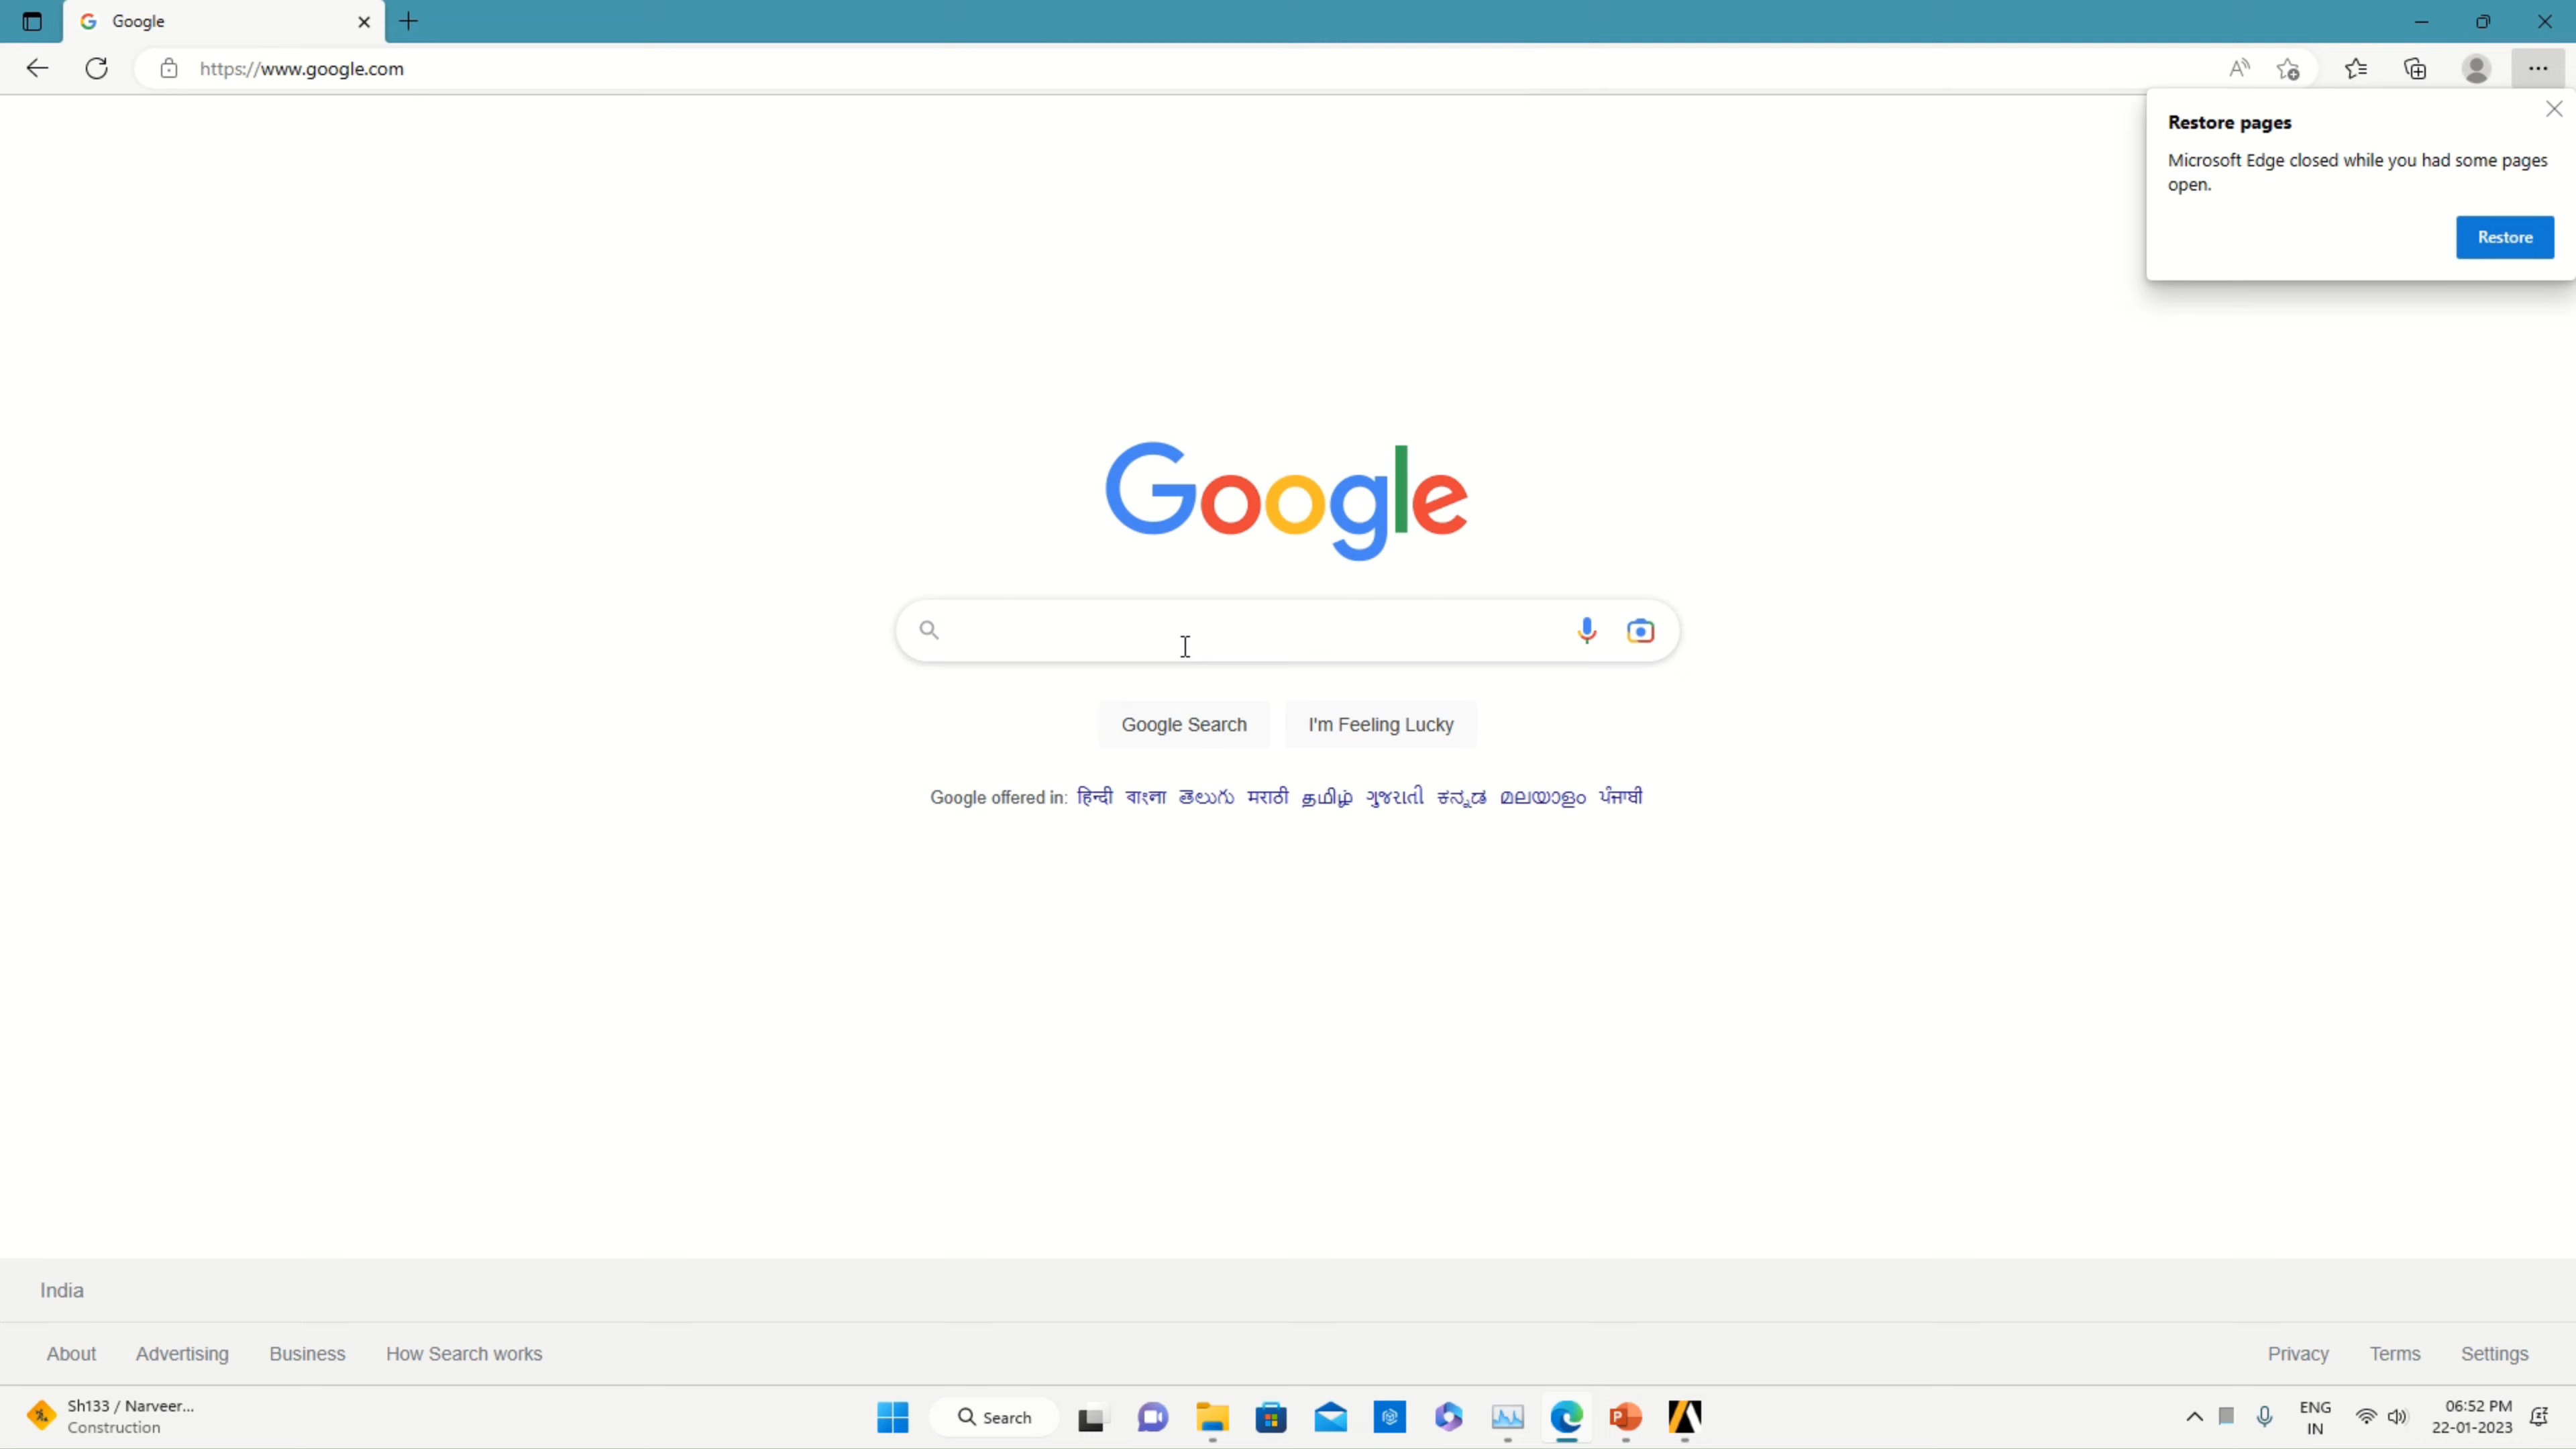 Google
https://www.google.com
Restore pages
Microsoft Edge closed while you had some pages
open.
Restore
Google
Google Search
I'm Feeling Lucky
Google offered in: हिन्दी বাংলা తెలుగు मराठी தமிழ் ગુજરાતી ಕನ್ನಡ മലയാളം ਪੰਜਾਬੀ
India
About Advertising Business How Search works
Privacy Terms Settings
Sh133 / Narveer...
Construction
Search
ENG
IN
06:52 PM
22-01-2023